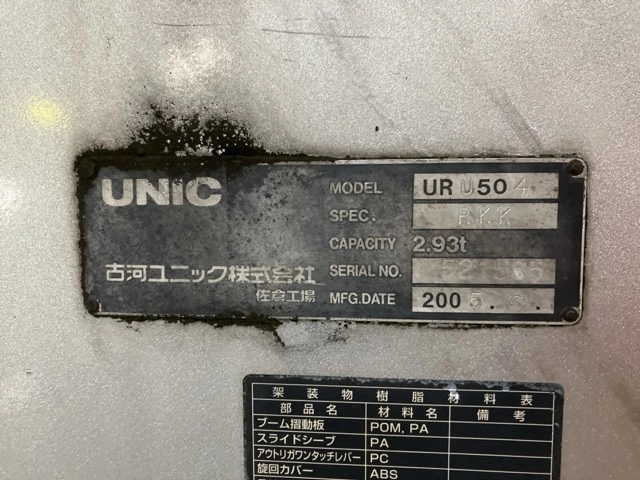 UNIC
MODEL URU504
SPEC. RKK
CAPACITY 2.93t
古河ユニック株式会社
SERIAL NO.
佐倉工場
MFG.DATE 2005.
架装物樹脂材料表
部品名 材料名 備考
ブーム摺動板 POM, PA
スライドシーブ PA
アウトリガワンタッチレバー PC
旋回カバー ABS